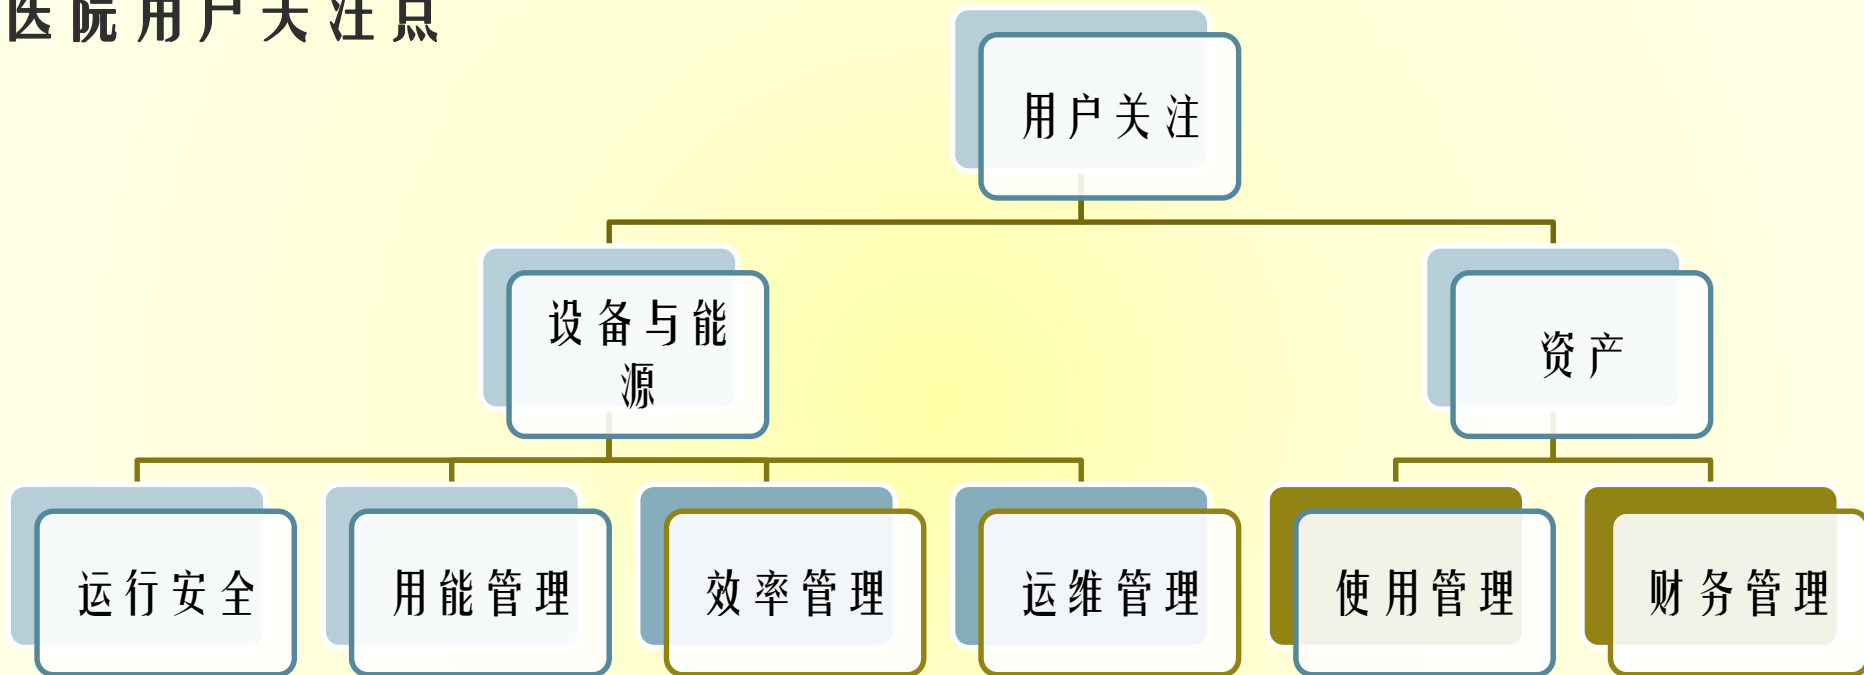 医院用户关注点
用户关注
设备与能
源
资产
运行安全
用能管理
效率管理
运维管理
使用管理
财务管理